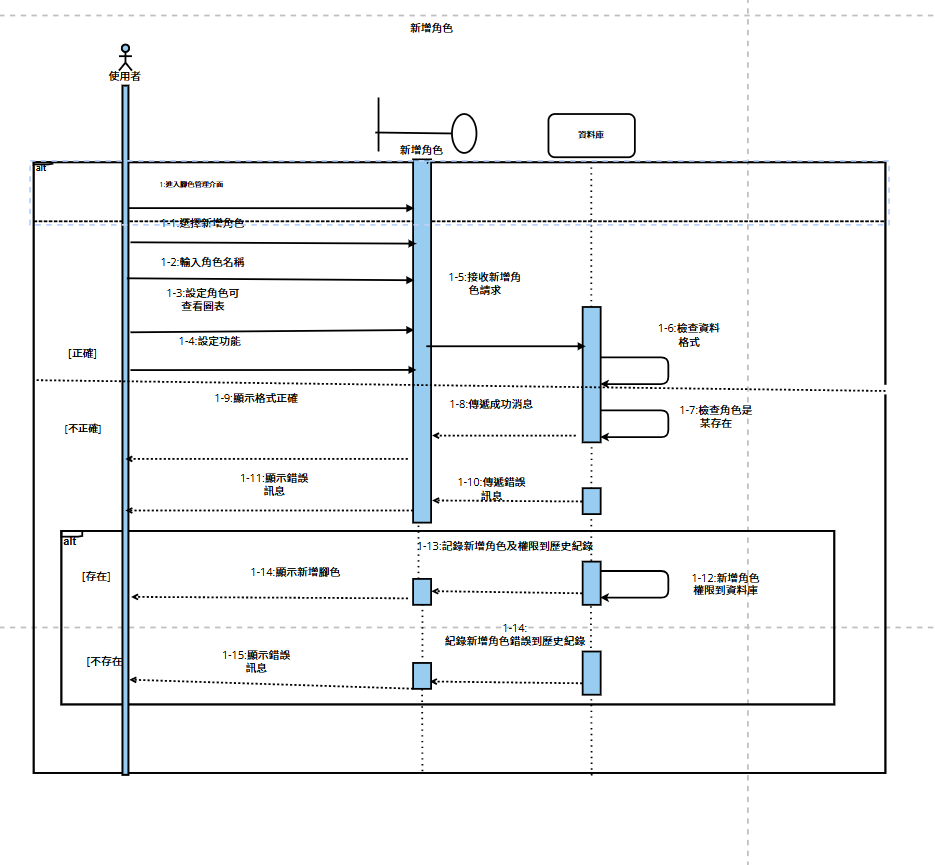 新增角色
使用者
新增角色
資料庫
alt
1:進入腳色管理介面
1-1:選擇新增角色
1-2:輸入角色名稱
1-5:接收新增角
色請求
1-3:設定角色可
查看圖表
1-6:檢查資料
格式
1-4:設定功能
[正確]
1-9:顯示格式正確
1-8:傳遞成功消息
1-7:檢查角色是
某存在
[不正確]
1-11:顯示錯誤
訊息
1-10:傳遞錯誤
訊息
alt
1-13:記錄新增角色及權限到歷史紀錄
[存在]
1-14:顯示新增腳色
1-12:新增角色
權限到資料庫
1-14:
紀錄新增角色錯誤到歷史紀錄
[不存在
1-15:顯示錯誤
訊息